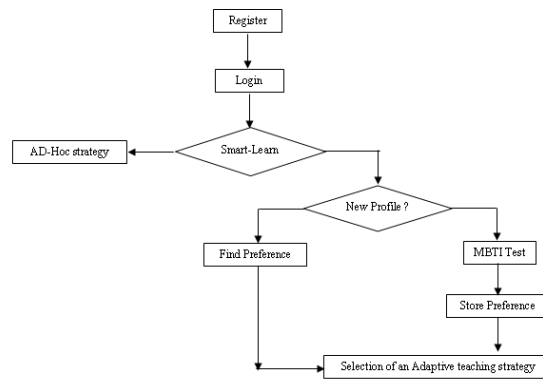 Register
Login
Smart-Learn
AD-Hoc strategy
New Profile ?
Find Preference
MBTI Test
Store Preference
Selection of an Adaptive teaching strategy